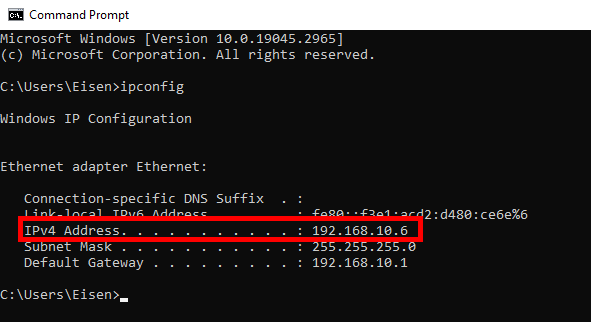 Command Prompt
Microsoft Windows [Version 10.0.19045.2965]
(c) Microsoft Corporation. All rights reserved.
C:\Users\Eisen>ipconfig
Windows IP Configuration
Ethernet adapter Ethernet:
Connection-specific DNS Suffix  . :
Link-local IPv6 Address . . . . . : fe80::f3e1:acd2:d480:ce6e%6
IPv4 Address. . . . . . . . . . . : 192.168.10.6
Subnet Mask . . . . . . . . . . . : 255.255.255.0
Default Gateway . . . . . . . . . : 192.168.10.1
C:\Users\Eisen>